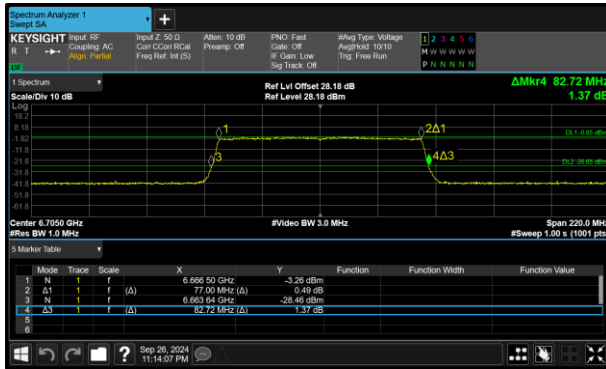 Spectrum Analyzer 1
Swept SA
KEYSIGHT
R T
Input: RF
Coupling: AC
Align: Partial
Input Z: 50 Ω
Corr CCorr RCal
Freq Ref: Int (S)
Atten: 10 dB
Preamp: Off
PNO: Fast
Gate: Off
IF Gain: Low
Sig Track: Off
#Avg Type: Voltage
Avg|Hold: 10/10
Trig: Free Run
1 2 3 4 5 6
M W W W W W
P N N N N N
1 Spectrum
Scale/Div 10 dB
Log
Ref Lvl Offset 28.18 dB
Ref Level 28.18 dBm
ΔMkr4 82.72 MHz
1.37 dB
18.2
8.18
-1.82
-11.8
-21.8
-31.8
-41.8
-51.8
-61.8
1
2Δ1
3
4Δ3
DL1 -0.65 dBm
DL2 -26.65 dBm
Center 6.7050 GHz
#Res BW 1.0 MHz
#Video BW 3.0 MHz
Span 220.0 MHz
#Sweep 1.00 s (1001 pts)
5 Marker Table
Mode Trace Scale X Y Function Function Width Function Value
1 N 1 f 6.666 50 GHz -3.26 dBm
2 Δ1 1 f (Δ) 77.00 MHz (Δ) 0.49 dB
3 N 1 f 6.663 64 GHz -28.46 dBm
4 Δ3 1 f (Δ) 82.72 MHz (Δ) 1.37 dB
5
6
?
Sep 26, 2024
11:14:07 PM